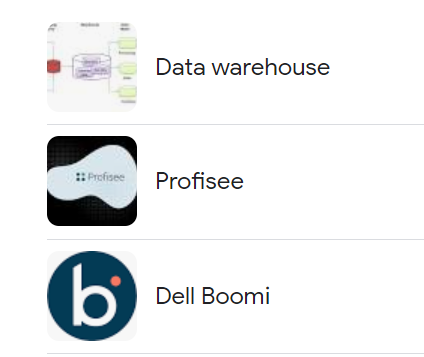 Data warehouse
Profisee
Profisee
b
Dell Boomi